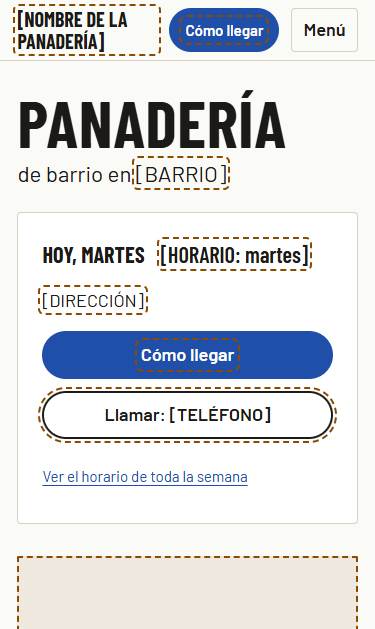 [NOMBRE DE LA
PANADERÍA]
Cómo llegar
Menú
PANADERÍA
de barrio en [BARRIO]
HOY, MARTES [HORARIO: martes]
[DIRECCIÓN]
Cómo llegar
Llamar: [TELÉFONO]
Ver el horario de toda la semana